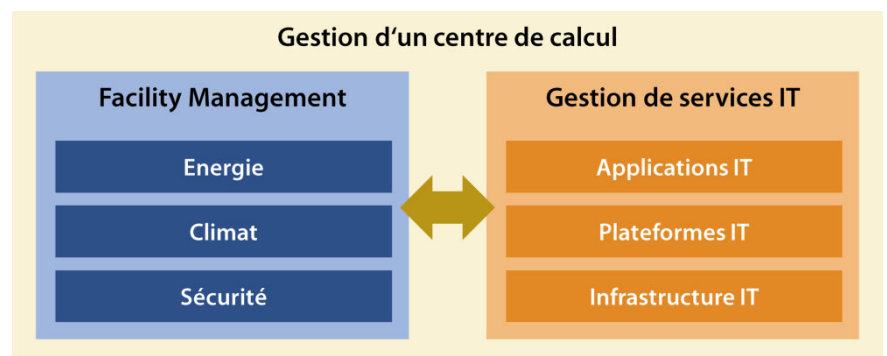 Gestion d‘un centre de calcul
Facility Management
Energie
Climat
Sécurité
Gestion de services IT
Applications IT
Plateformes IT
Infrastructure IT